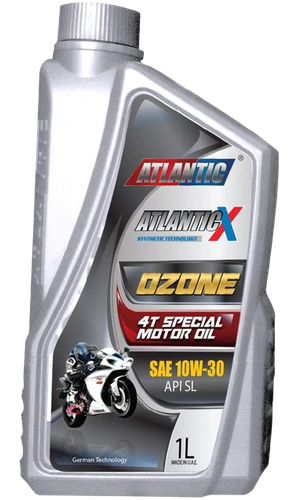 ATLANTIC®
ATLANTIC X
SYNTHETIC TECHNOLOGY
OZONE
4T SPECIAL
MOTOR OIL
SAE 10W-30
API SL
1L
MADE IN U.A.E.
German Technology